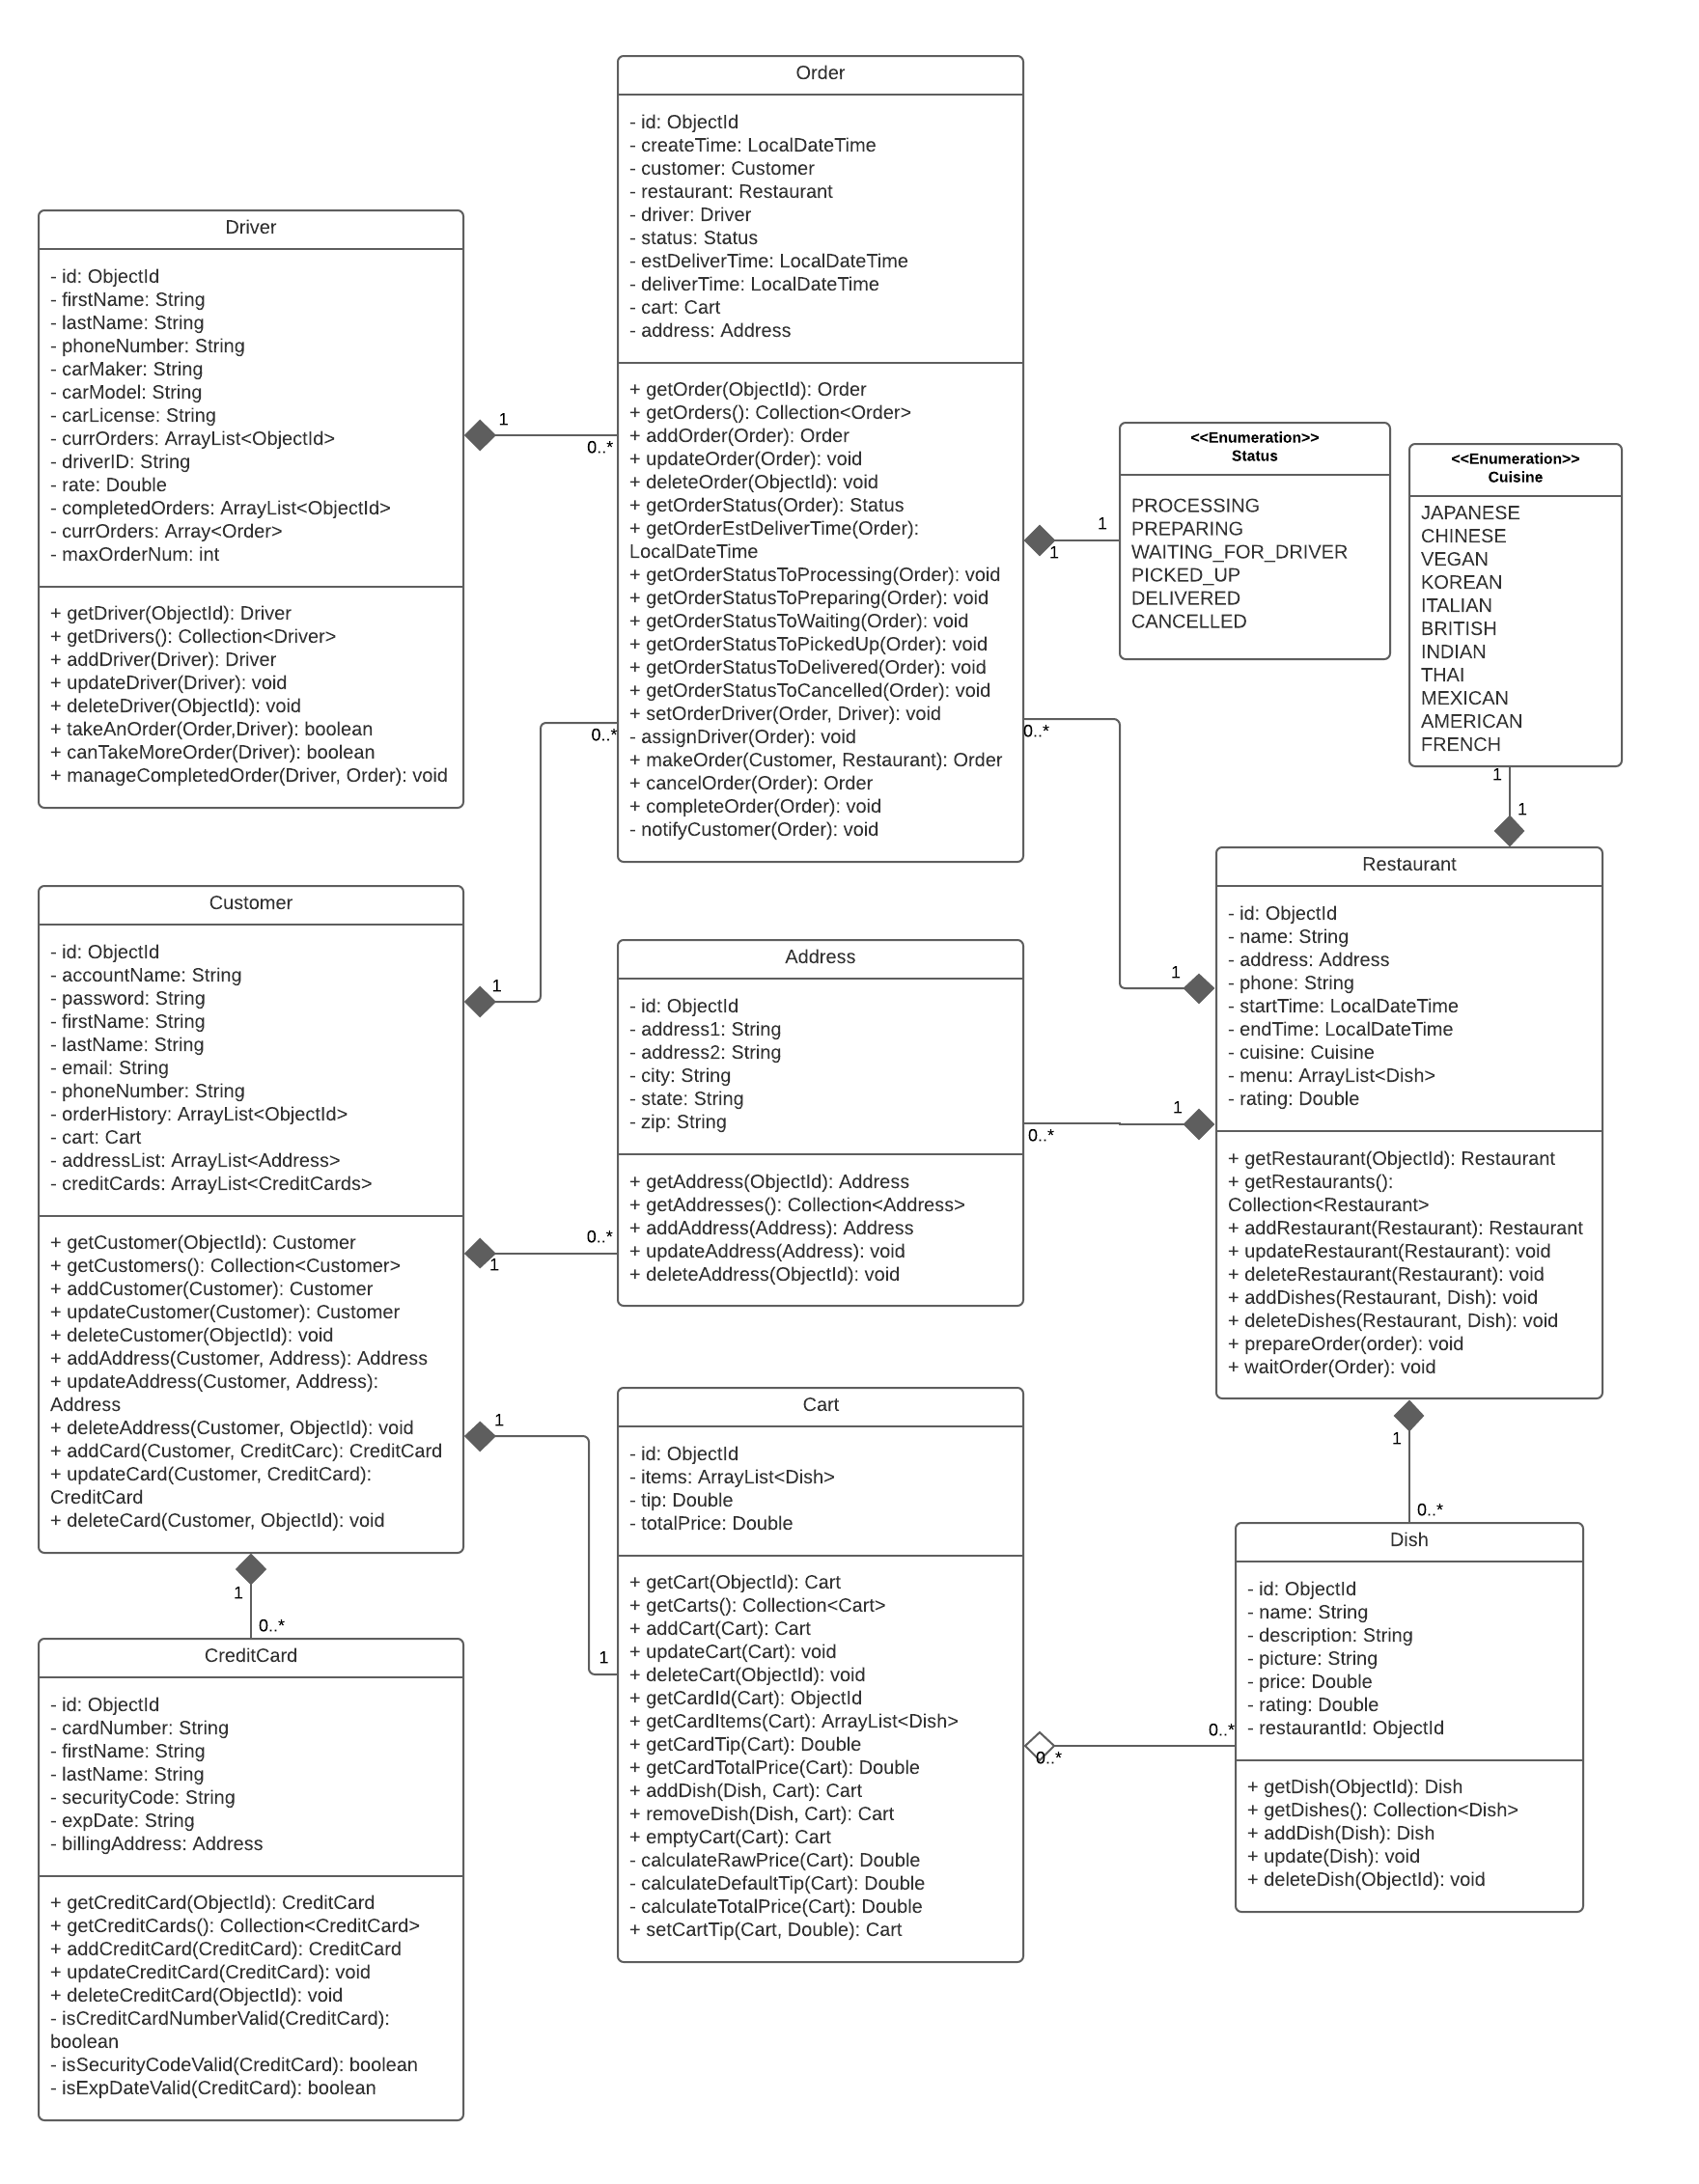 Order
- id: ObjectId
- createTime: LocalDateTime
- customer: Customer
- restaurant: Restaurant
- driver: Driver
- status: Status
- estDeliverTime: LocalDateTime
- deliverTime: LocalDateTime
- cart: Cart
- address: Address
+ getOrder(ObjectId): Order
+ getOrders(): Collection<Order>
+ addOrder(Order): Order
+ updateOrder(Order): void
+ deleteOrder(ObjectId): void
+ getOrderStatus(Order): Status
+ getOrderEstDeliverTime(Order):
LocalDateTime
+ getOrderStatusToProcessing(Order): void
+ getOrderStatusToPreparing(Order): void
+ getOrderStatusToWaiting(Order): void
+ getOrderStatusToPickedUp(Order): void
+ getOrderStatusToDelivered(Order): void
+ getOrderStatusToCancelled(Order): void
+ setOrderDriver(Order, Driver): void
- assignDriver(Order): void
+ makeOrder(Customer, Restaurant): Order
+ cancelOrder(Order): Order
+ completeOrder(Order): void
- notifyCustomer(Order): void
Driver
- id: ObjectId
- firstName: String
- lastName: String
- phoneNumber: String
- carMaker: String
- carModel: String
- carLicense: String
- currOrders: ArrayList<ObjectId>
- driverID: String
- rate: Double
- completedOrders: ArrayList<ObjectId>
- currOrders: Array<Order>
- maxOrderNum: int
+ getDriver(ObjectId): Driver
+ getDrivers(): Collection<Driver>
+ addDriver(Driver): Driver
+ updateDriver(Driver): void
+ deleteDriver(ObjectId): void
+ takeAnOrder(Order,Driver): boolean
+ canTakeMoreOrder(Driver): boolean
+ manageCompletedOrder(Driver, Order): void
1
0..*
<<Enumeration>>
Status
PROCESSING
PREPARING
WAITING_FOR_DRIVER
PICKED_UP
DELIVERED
CANCELLED
1
1
<<Enumeration>>
Cuisine
JAPANESE
CHINESE
VEGAN
KOREAN
ITALIAN
BRITISH
INDIAN
THAI
MEXICAN
AMERICAN
FRENCH
1
1
0..*
1
0..*
1
Customer
- id: ObjectId
- accountName: String
- password: String
- firstName: String
- lastName: String
- email: String
- phoneNumber: String
- orderHistory: ArrayList<ObjectId>
- cart: Cart
- addressList: ArrayList<Address>
- creditCards: ArrayList<CreditCards>
+ getCustomer(ObjectId): Customer
+ getCustomers(): Collection<Customer>
+ addCustomer(Customer): Customer
+ updateCustomer(Customer): Customer
+ deleteCustomer(ObjectId): void
+ addAddress(Customer, Address): Address
+ updateAddress(Customer, Address):
Address
+ deleteAddress(Customer, ObjectId): void
+ addCard(Customer, CreditCarc): CreditCard
+ updateCard(Customer, CreditCard):
CreditCard
+ deleteCard(Customer, ObjectId): void
Address
- id: ObjectId
- address1: String
- address2: String
- city: String
- state: String
- zip: String
+ getAddress(ObjectId): Address
+ getAddresses(): Collection<Address>
+ addAddress(Address): Address
+ updateAddress(Address): void
+ deleteAddress(ObjectId): void
Restaurant
- id: ObjectId
- name: String
- address: Address
- phone: String
- startTime: LocalDateTime
- endTime: LocalDateTime
- cuisine: Cuisine
- menu: ArrayList<Dish>
- rating: Double
+ getRestaurant(ObjectId): Restaurant
+ getRestaurants():
Collection<Restaurant>
+ addRestaurant(Restaurant): Restaurant
+ updateRestaurant(Restaurant): void
+ deleteRestaurant(Restaurant): void
+ addDishes(Restaurant, Dish): void
+ deleteDishes(Restaurant, Dish): void
+ prepareOrder(order): void
+ waitOrder(Order): void
1
0..*
0..*
1
1
1
1
0..*
1
0..*
Cart
- id: ObjectId
- items: ArrayList<Dish>
- tip: Double
- totalPrice: Double
+ getCart(ObjectId): Cart
+ getCarts(): Collection<Cart>
+ addCart(Cart): Cart
+ updateCart(Cart): void
+ deleteCart(ObjectId): void
+ getCardId(Cart): ObjectId
+ getCardItems(Cart): ArrayList<Dish>
+ getCardTip(Cart): Double
+ getCardTotalPrice(Cart): Double
+ addDish(Dish, Cart): Cart
+ removeDish(Dish, Cart): Cart
+ emptyCart(Cart): Cart
- calculateRawPrice(Cart): Double
- calculateDefaultTip(Cart): Double
- calculateTotalPrice(Cart): Double
+ setCartTip(Cart, Double): Cart
0..*
0..*
Dish
- id: ObjectId
- name: String
- description: String
- picture: String
- price: Double
- rating: Double
- restaurantId: ObjectId
+ getDish(ObjectId): Dish
+ getDishes(): Collection<Dish>
+ addDish(Dish): Dish
+ update(Dish): void
+ deleteDish(ObjectId): void
CreditCard
- id: ObjectId
- cardNumber: String
- firstName: String
- lastName: String
- securityCode: String
- expDate: String
- billingAddress: Address
+ getCreditCard(ObjectId): CreditCard
+ getCreditCards(): Collection<CreditCard>
+ addCreditCard(CreditCard): CreditCard
+ updateCreditCard(CreditCard): void
+ deleteCreditCard(ObjectId): void
- isCreditCardNumberValid(CreditCard):
boolean
- isSecurityCodeValid(CreditCard): boolean
- isExpDateValid(CreditCard): boolean